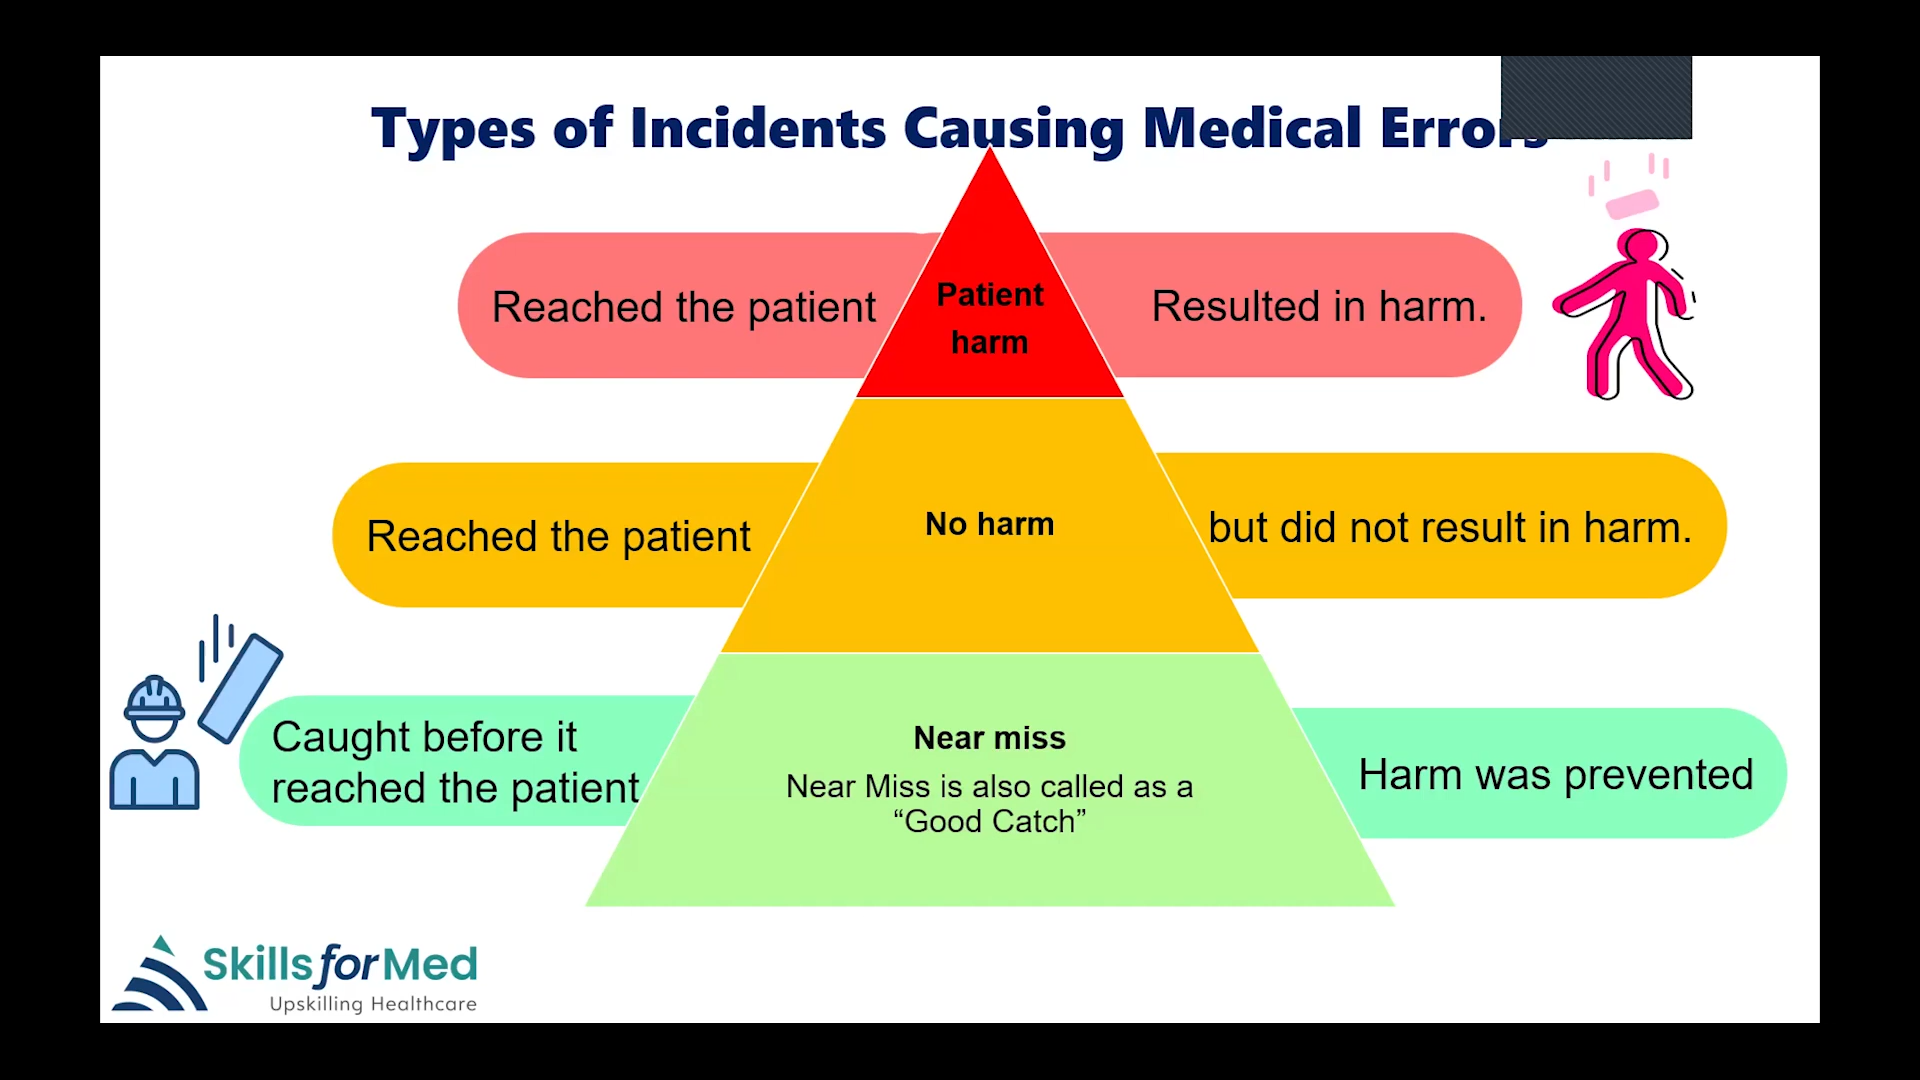 Types of Incidents Causing Medical Errors
Reached the patient
Patient
harm
Resulted in harm.
Reached the patient
No harm
but did not result in harm.
Caught before it
reached the patient
Near miss
Near Miss is also called as a
“Good Catch”
Harm was prevented
SkillsforMed
Upskilling Healthcare